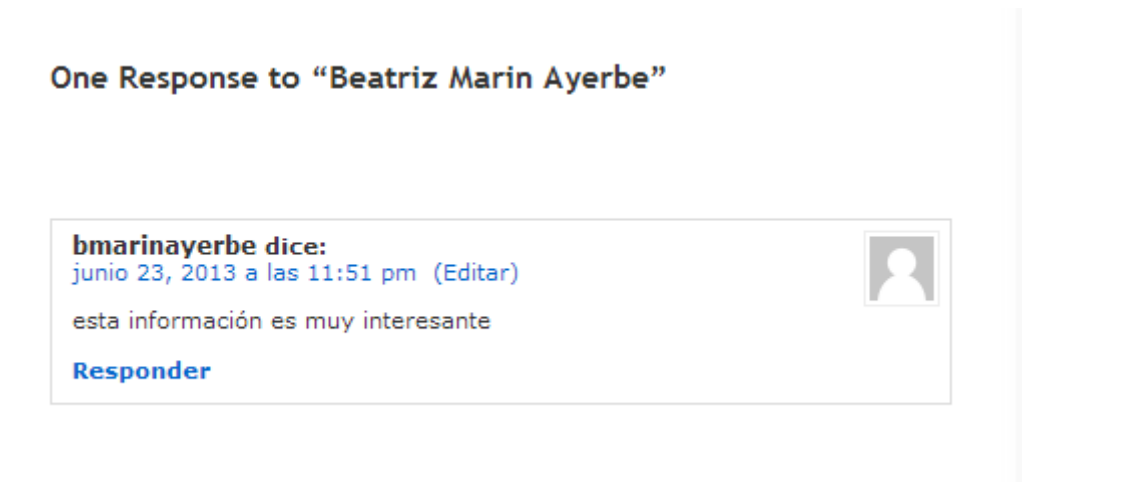 One Response to “Beatriz Marin Ayerbe”
bmarinayerbe dice:
junio 23, 2013 a las 11:51 pm (Editar)
esta información es muy interesante
Responder